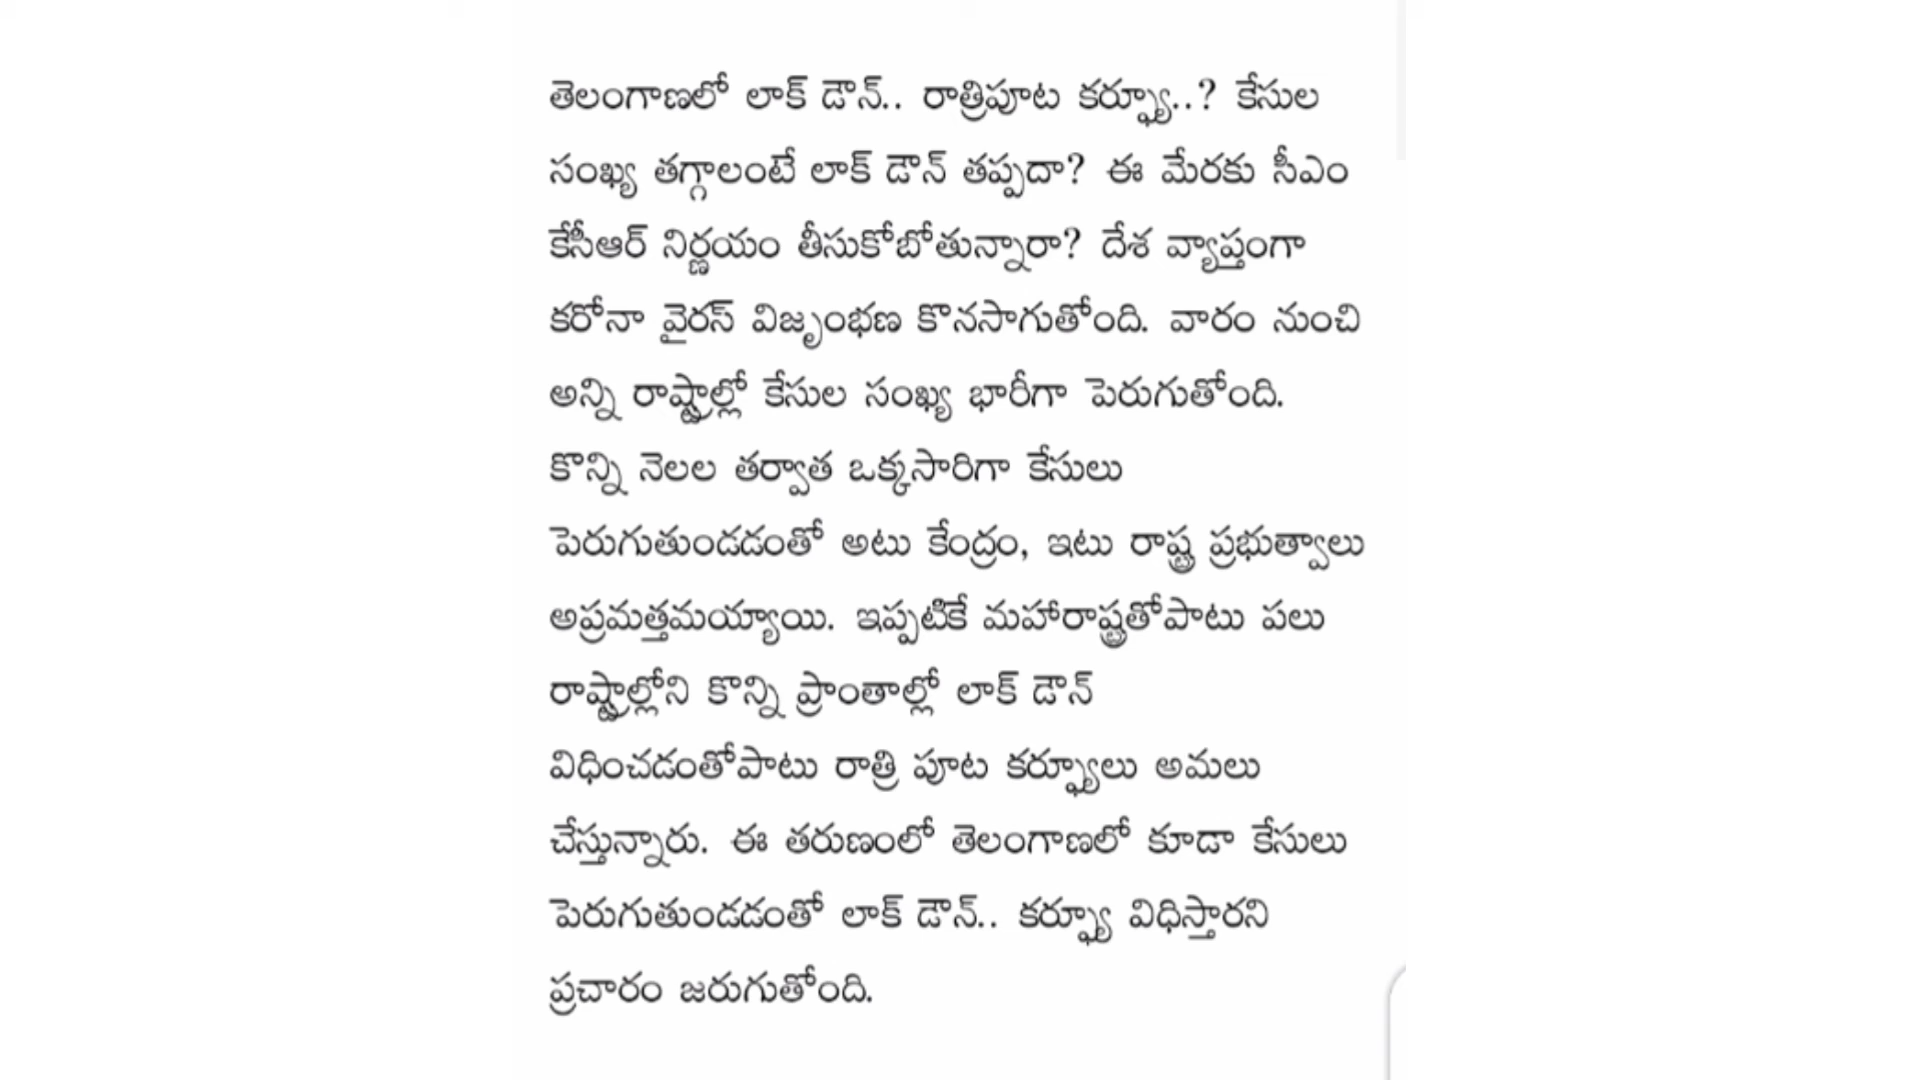 తెలంగాణలో లాక్ డౌన్.. రాత్రిపూట కర్ఫ్యూ..? కేసుల
సంఖ్య తగ్గాలంటే లాక్ డౌన్ తప్పదా? ఈ మేరకు సీఎం
కేసీఆర్ నిర్ణయం తీసుకోబోతున్నారా? దేశ వ్యాప్తంగా
కరోనా వైరస్ విజృంభణ కొనసాగుతోంది. వారం నుంచి
అన్ని రాష్ట్రాల్లో కేసుల సంఖ్య భారీగా పెరుగుతోంది.
కొన్ని నెలల తర్వాత ఒక్కసారిగా కేసులు
పెరుగుతుండడంతో అటు కేంద్రం, ఇటు రాష్ట్ర ప్రభుత్వాలు
అప్రమత్తమయ్యాయి. ఇప్పటికే మహారాష్ట్రతోపాటు పలు
రాష్ట్రాల్లోని కొన్ని ప్రాంతాల్లో లాక్ డౌన్
విధించడంతోపాటు రాత్రి పూట కర్ఫ్యూలు అమలు
చేస్తున్నారు. ఈ తరుణంలో తెలంగాణలో కూడా కేసులు
పెరుగుతుండడంతో లాక్ డౌన్.. కర్ఫ్యూ విధిస్తారని
ప్రచారం జరుగుతోంది.